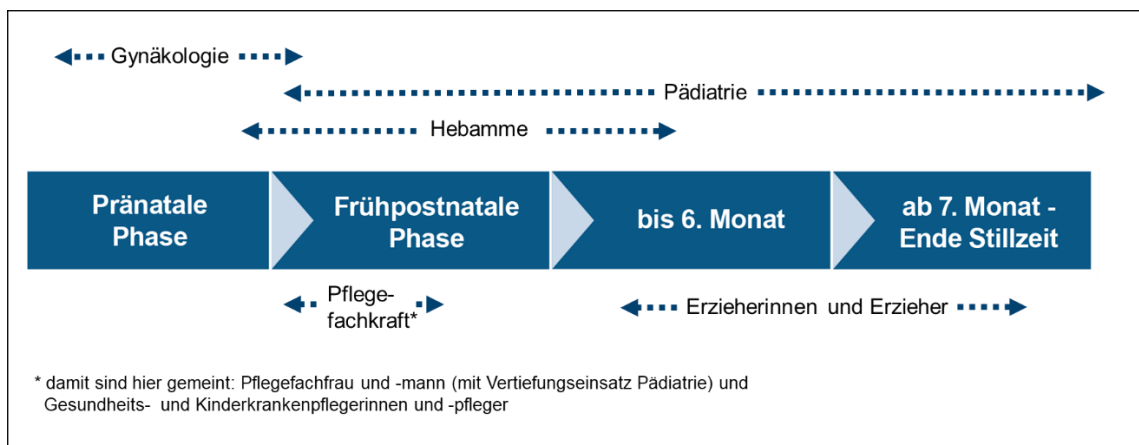 Gynäkologie
Pädiatrie
Hebamme
Pränatale
Phase
Frühpostnatale
Phase
bis 6. Monat
ab 7. Monat -
Ende Stillzeit
Pflege-
fachkraft*
Erzieherinnen und Erzieher
* damit sind hier gemeint: Pflegefachfrau und -mann (mit Vertiefungseinsatz Pädiatrie) und
Gesundheits- und Kinderkrankenpflegerinnen und -pfleger